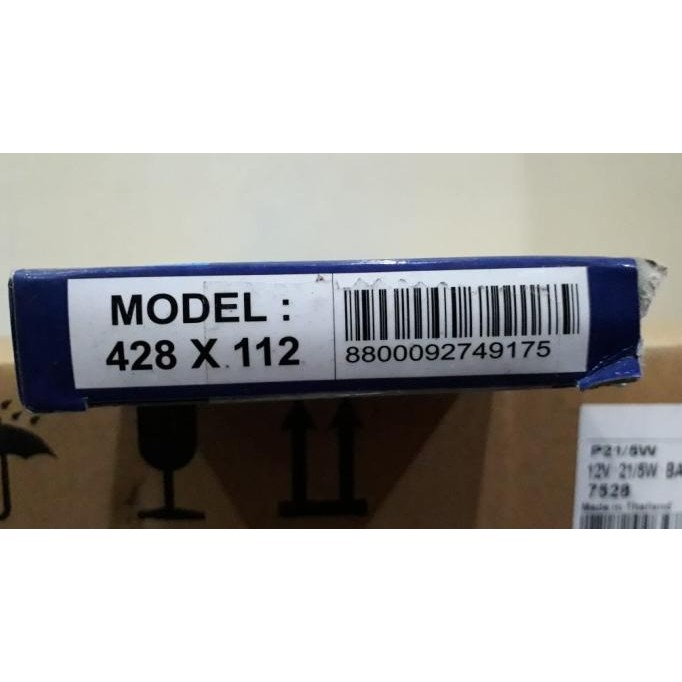 MODEL :
428 X 112
8800092749175
P21/5W
12V 21/5W BA
7528
Made in Thailand